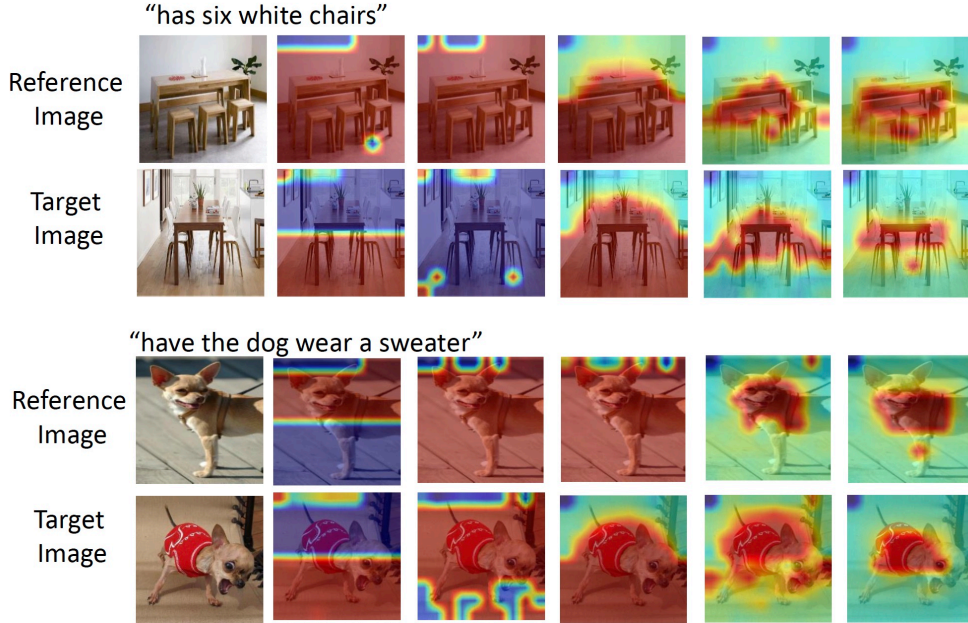 “has six white chairs”
Reference
Image
Target
Image
“have the dog wear a sweater”
Reference
Image
Target
Image